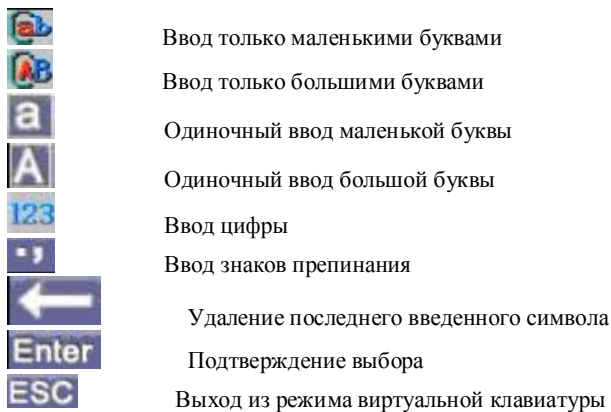 ab Ввод только маленькими буквами
AB Ввод только большими буквами
a Одиночный ввод маленькой буквы
A Одиночный ввод большой буквы
123 Ввод цифры
., Ввод знаков препинания
← Удаление последнего введенного символа
Enter Подтверждение выбора
ESC Выход из режима виртуальной клавиатуры